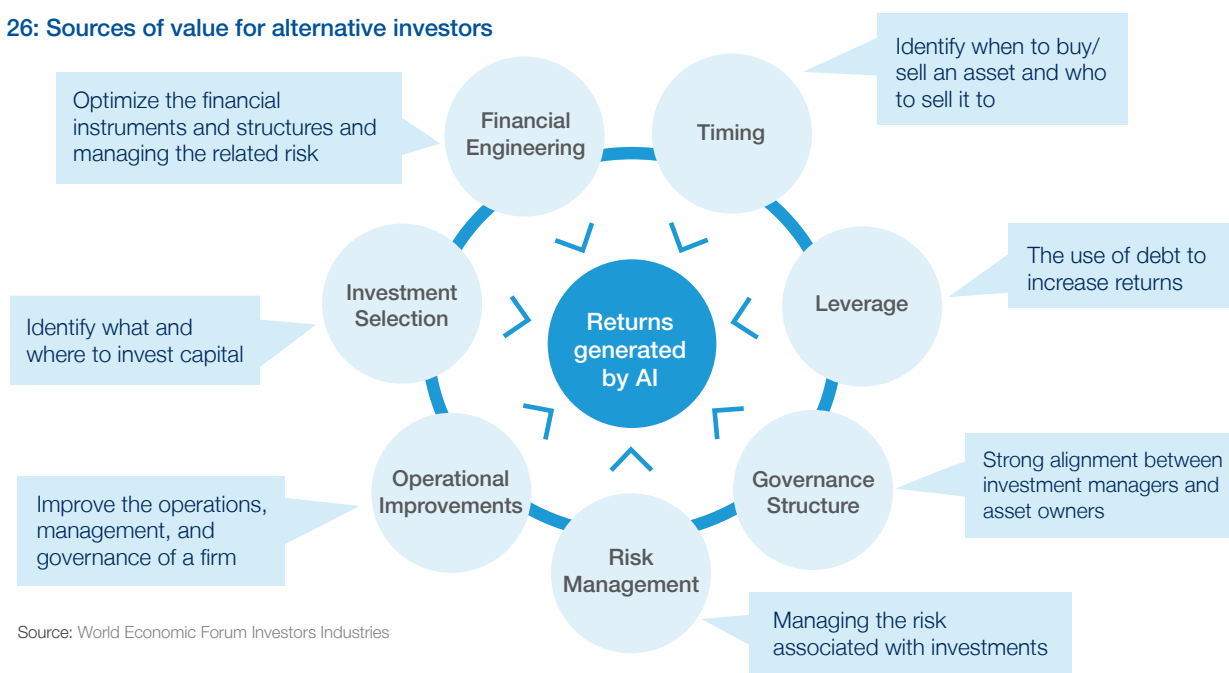 26: Sources of value for alternative investors
Identify when to buy/
sell an asset and who
to sell it to
Optimize the financial
instruments and structures and
managing the related risk
Financial
Engineering
Timing
The use of debt to
increase returns
Investment
Selection
Leverage
Returns
generated
by AI
Identify what and
where to invest capital
Operational
Improvements
Governance
Structure
Strong alignment between
investment managers and
asset owners
Improve the operations,
management, and
governance of a firm
Risk
Management
Managing the risk
associated with investments
Source: World Economic Forum Investors Industries